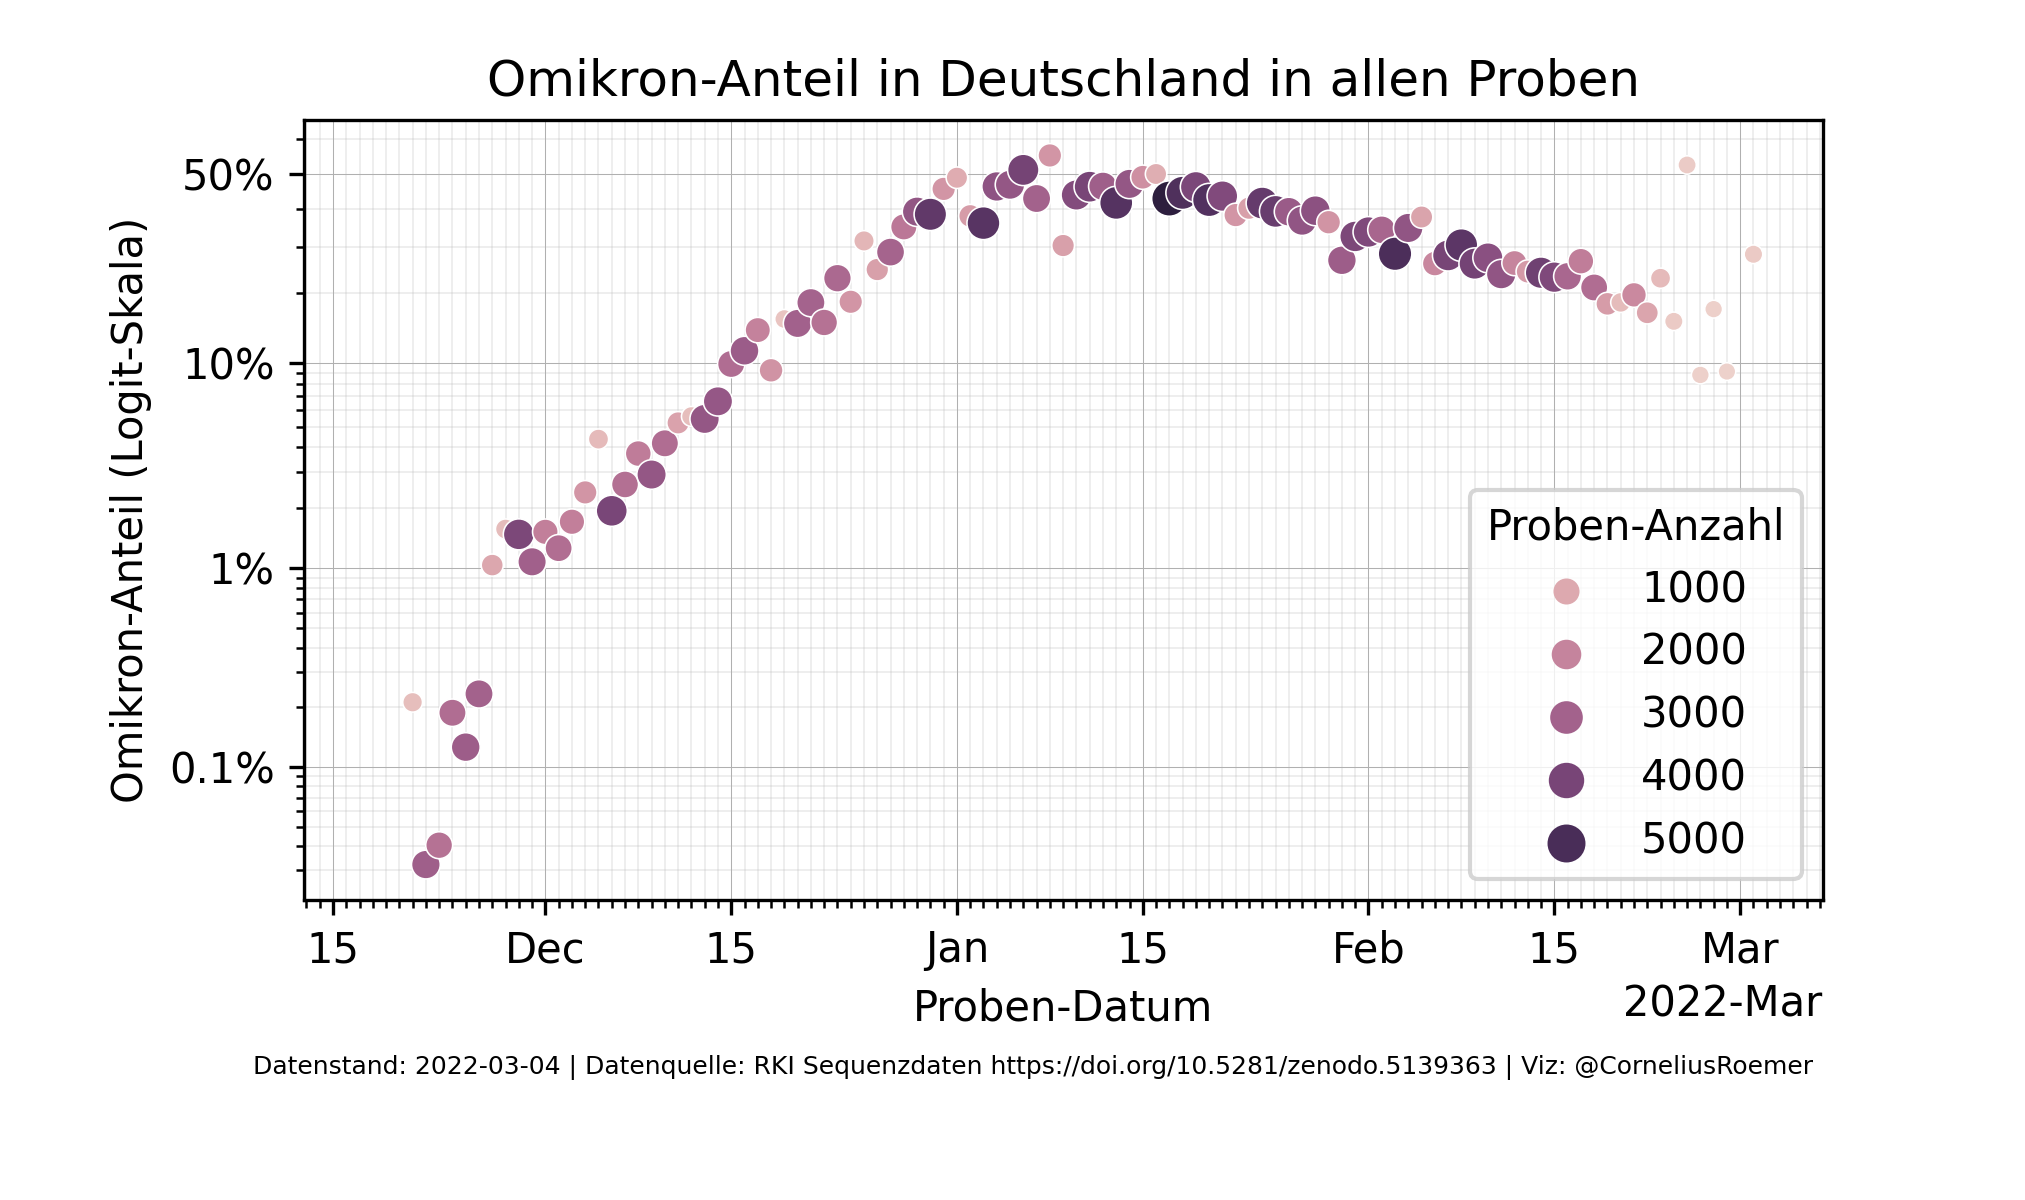 Omikron-Anteil in Deutschland in allen Proben
Omikron-Anteil (Logit-Skala)
50%
10%
1%
0.1%
Proben-Anzahl
1000
2000
3000
4000
5000
15 Dec 15 Jan 15 Feb 15 Mar
Proben-Datum
2022-Mar
Datenstand: 2022-03-04 | Datenquelle: RKI Sequenzdaten https://doi.org/10.5281/zenodo.5139363 | Viz: @CorneliusRoemer